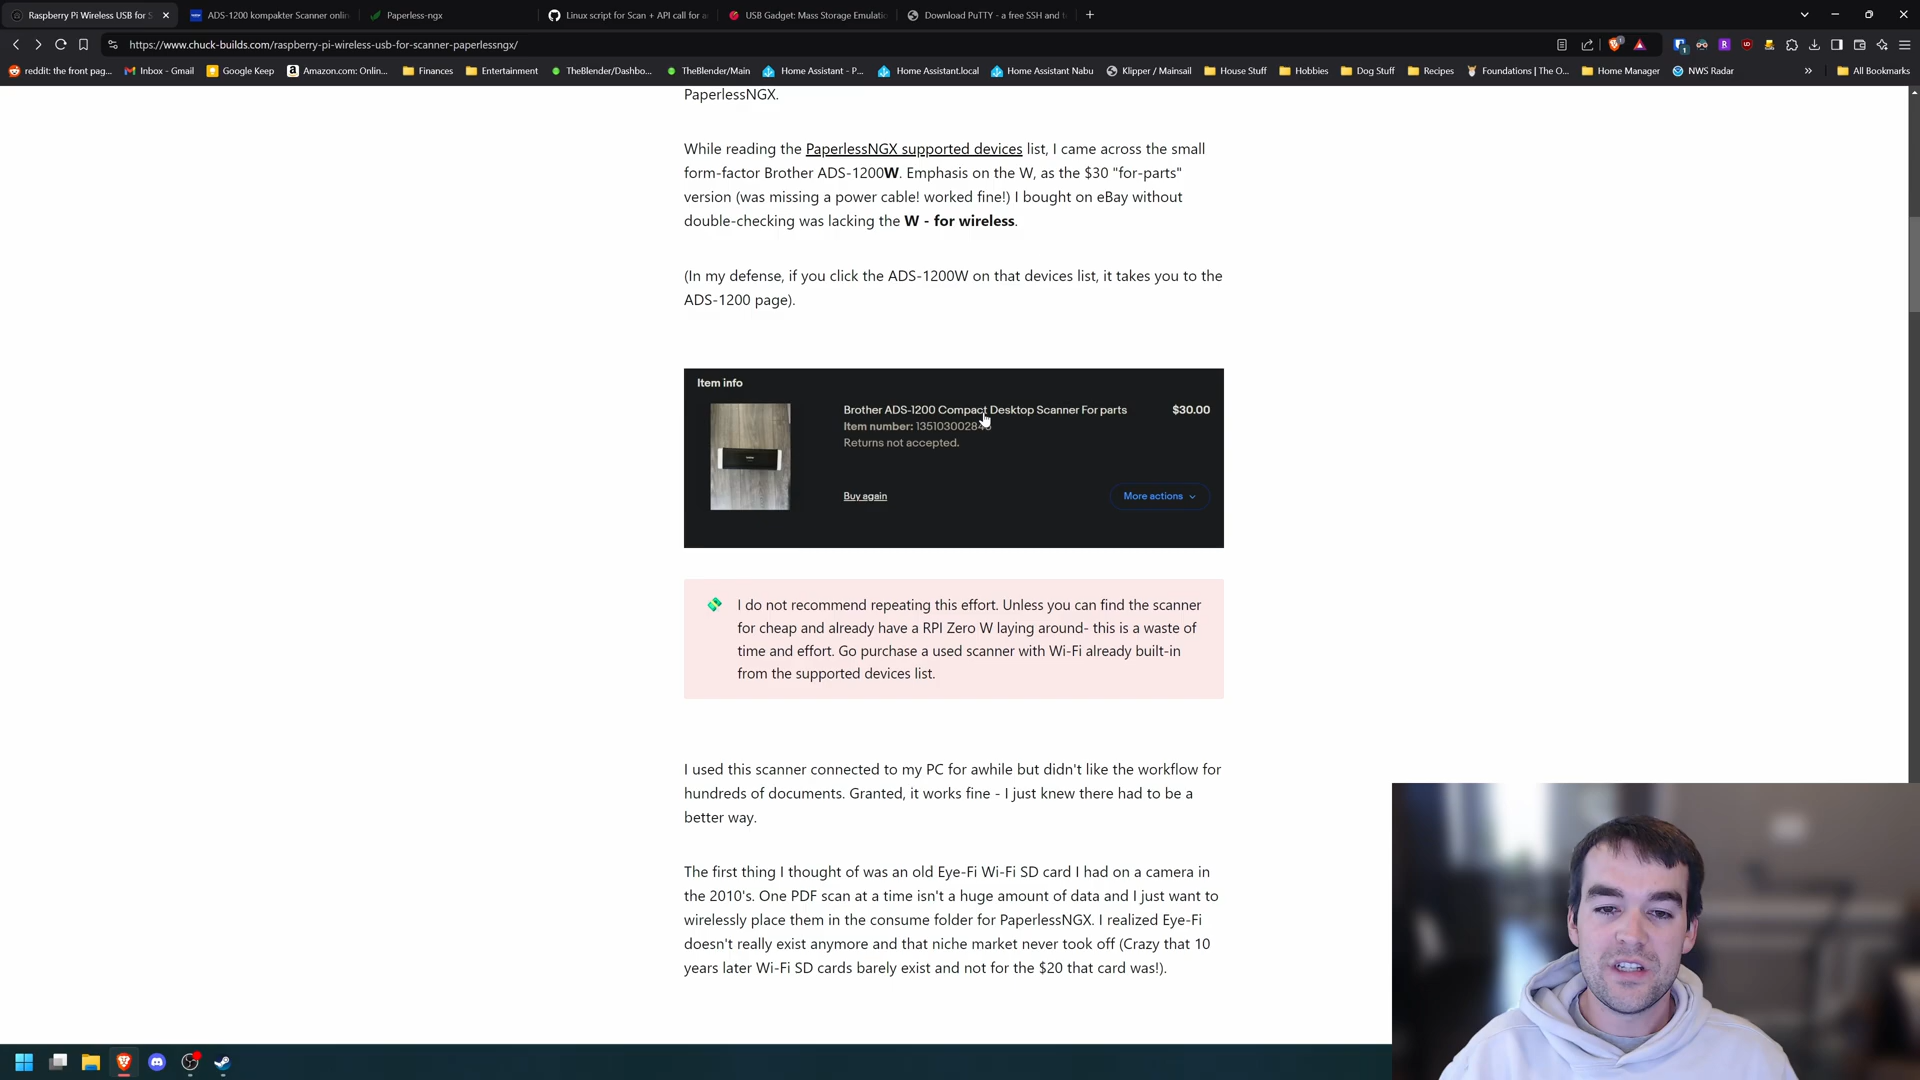 Raspberry Pi Wireless USB for S
ADS-1200 kompakter Scanner onlin
Paperless-ngx
Linux script for Scan + API call for a
USB Gadget: Mass Storage Emulatio
Download PuTTY - a free SSH and t
https://www.chuck-builds.com/raspberry-pi-wireless-usb-for-scanner-paperlessngx/
reddit: the front pag...
Inbox - Gmail
Google Keep
Amazon.com: Onlin...
Finances
Entertainment
TheBlender/Dashbo...
TheBlender/Main
Home Assistant - P...
Home Assistant.local
Home Assistant Nabu
Klipper / Mainsail
House Stuff
Hobbies
Dog Stuff
Recipes
Foundations | The O...
Home Manager
NWS Radar
All Bookmarks
PaperlessNGX.
While reading the PaperlessNGX supported devices list, I came across the small
form-factor Brother ADS-1200W. Emphasis on the W, as the $30 "for-parts"
version (was missing a power cable! worked fine!) I bought on eBay without
double-checking was lacking the W - for wireless.
(In my defense, if you click the ADS-1200W on that devices list, it takes you to the
ADS-1200 page).
Item info
Brother ADS-1200 Compact Desktop Scanner For parts
$30.00
Item number: 13510300284
Returns not accepted.
Buy again
More actions
I do not recommend repeating this effort. Unless you can find the scanner
for cheap and already have a RPI Zero W laying around- this is a waste of
time and effort. Go purchase a used scanner with Wi-Fi already built-in
from the supported devices list.
I used this scanner connected to my PC for awhile but didn't like the workflow for
hundreds of documents. Granted, it works fine - I just knew there had to be a
better way.
The first thing I thought of was an old Eye-Fi Wi-Fi SD card I had on a camera in
the 2010's. One PDF scan at a time isn't a huge amount of data and I just want to
wirelessly place them in the consume folder for PaperlessNGX. I realized Eye-Fi
doesn't really exist anymore and that niche market never took off (Crazy that 10
years later Wi-Fi SD cards barely exist and not for the $20 that card was!).